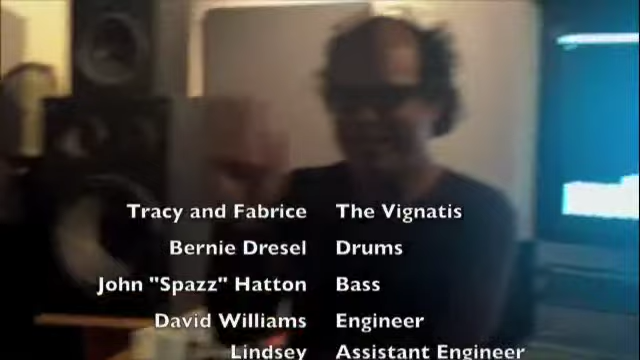 Tracy and Fabrice The Vignatis
Bernie Dresel Drums
John "Spazz" Hatton Bass
David Williams Engineer
Lindsey Assistant Engineer